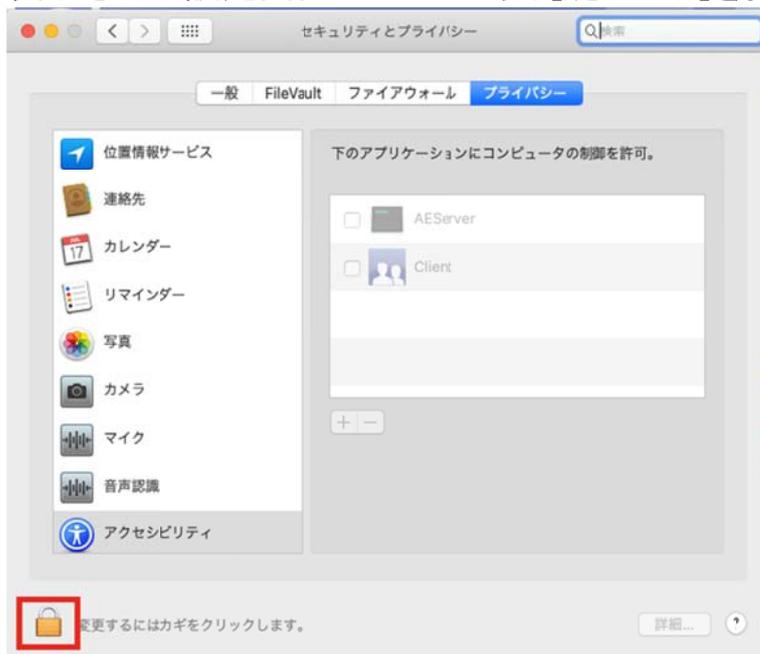 セキュリティとプライバシー
検索
一般 FileVault ファイアウォール プライバシー
位置情報サービス
連絡先
カレンダー
17
リマインダー
写真
カメラ
マイク
音声認識
アクセシビリティ
下のアプリケーションにコンピュータの制御を許可。
AEServer
Client
変更するにはカギをクリックします。
詳細...
?